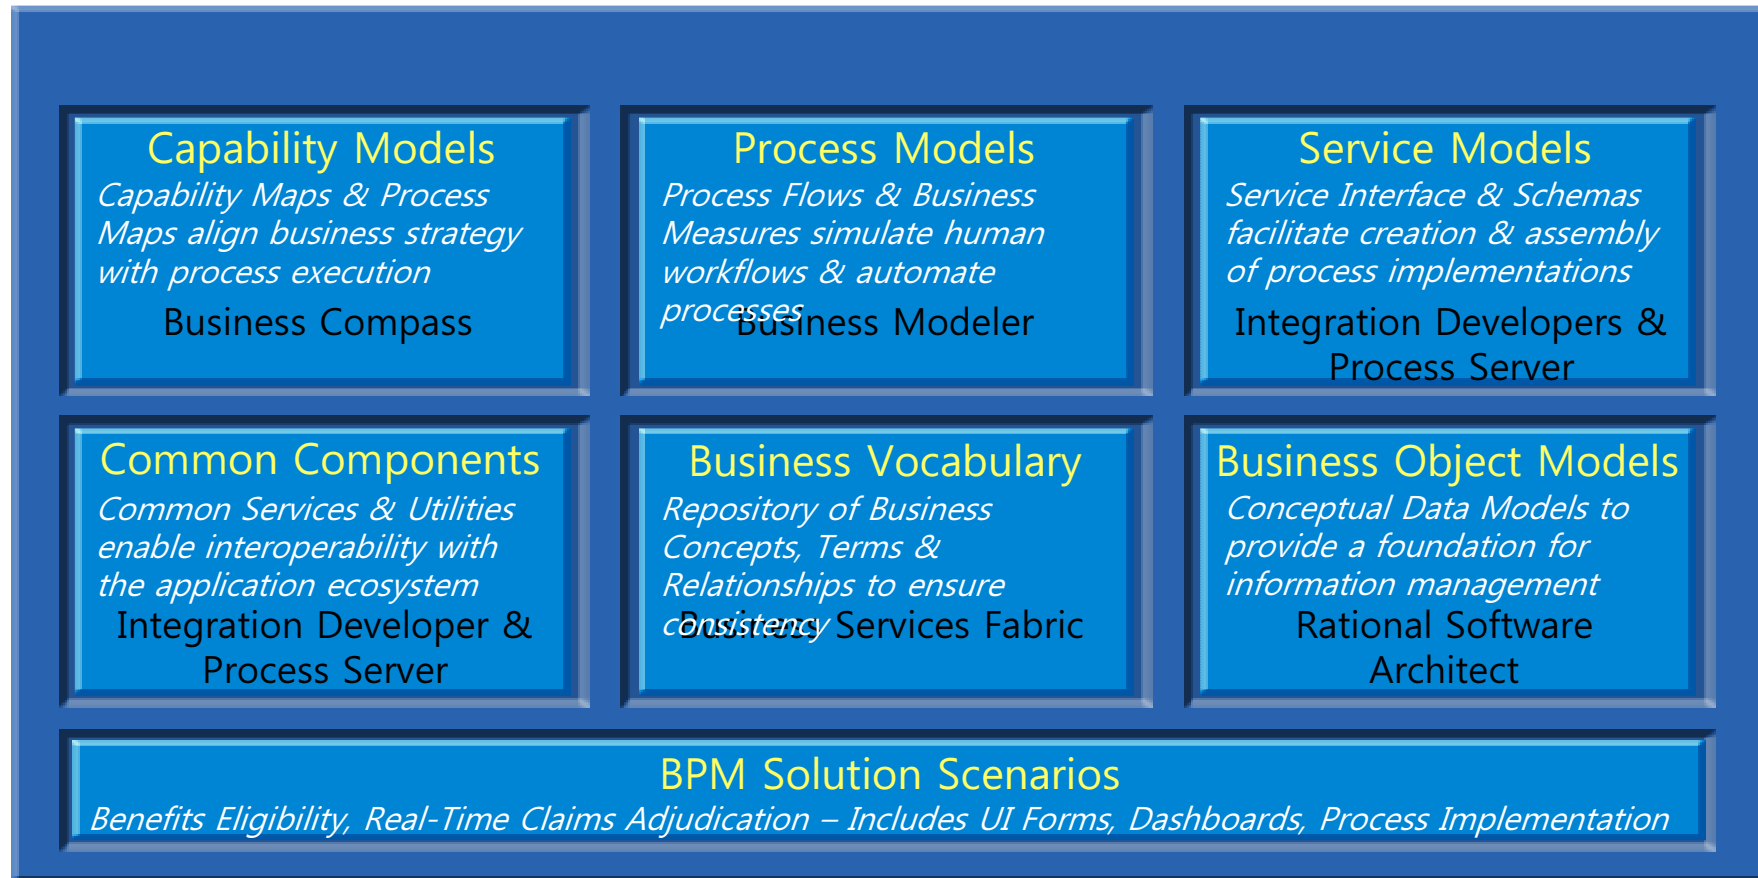 Capability Models
Capability Maps & Process
Maps align business strategy
with process execution
Business Compass
Process Models
Process Flows & Business
Measures simulate human
workflows & automate
processes
Business Modeler
Service Models
Service Interface & Schemas
facilitate creation & assembly
of process implementations
Integration Developers &
Process Server
Common Components
Common Services & Utilities
enable interoperability with
the application ecosystem
Integration Developer &
Process Server
Business Vocabulary
Repository of Business
Concepts, Terms &
Relationships to ensure
consistency
Business Services Fabric
Business Object Models
Conceptual Data Models to
provide a foundation for
information management
Rational Software
Architect
BPM Solution Scenarios
Benefits Eligibility, Real-Time Claims Adjudication – Includes UI Forms, Dashboards, Process Implementation